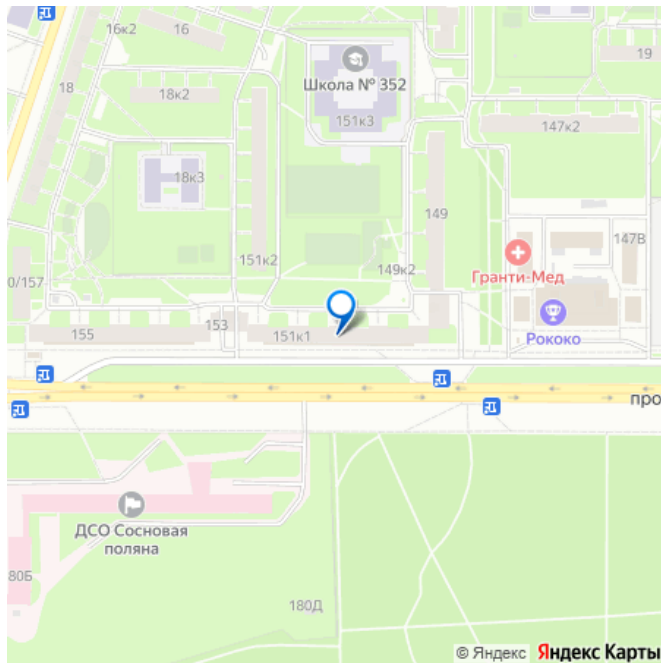 16к2
16
19
18
Школа № 352
18к2
151к3
147к2
18к3
149
147В
151к2
149к2
Гранти-Мед
0/157
153
155
151к1
Рококо
про
ДСО Сосновая
поляна
80Б
180Д
© Яндекс Яндекс Карты